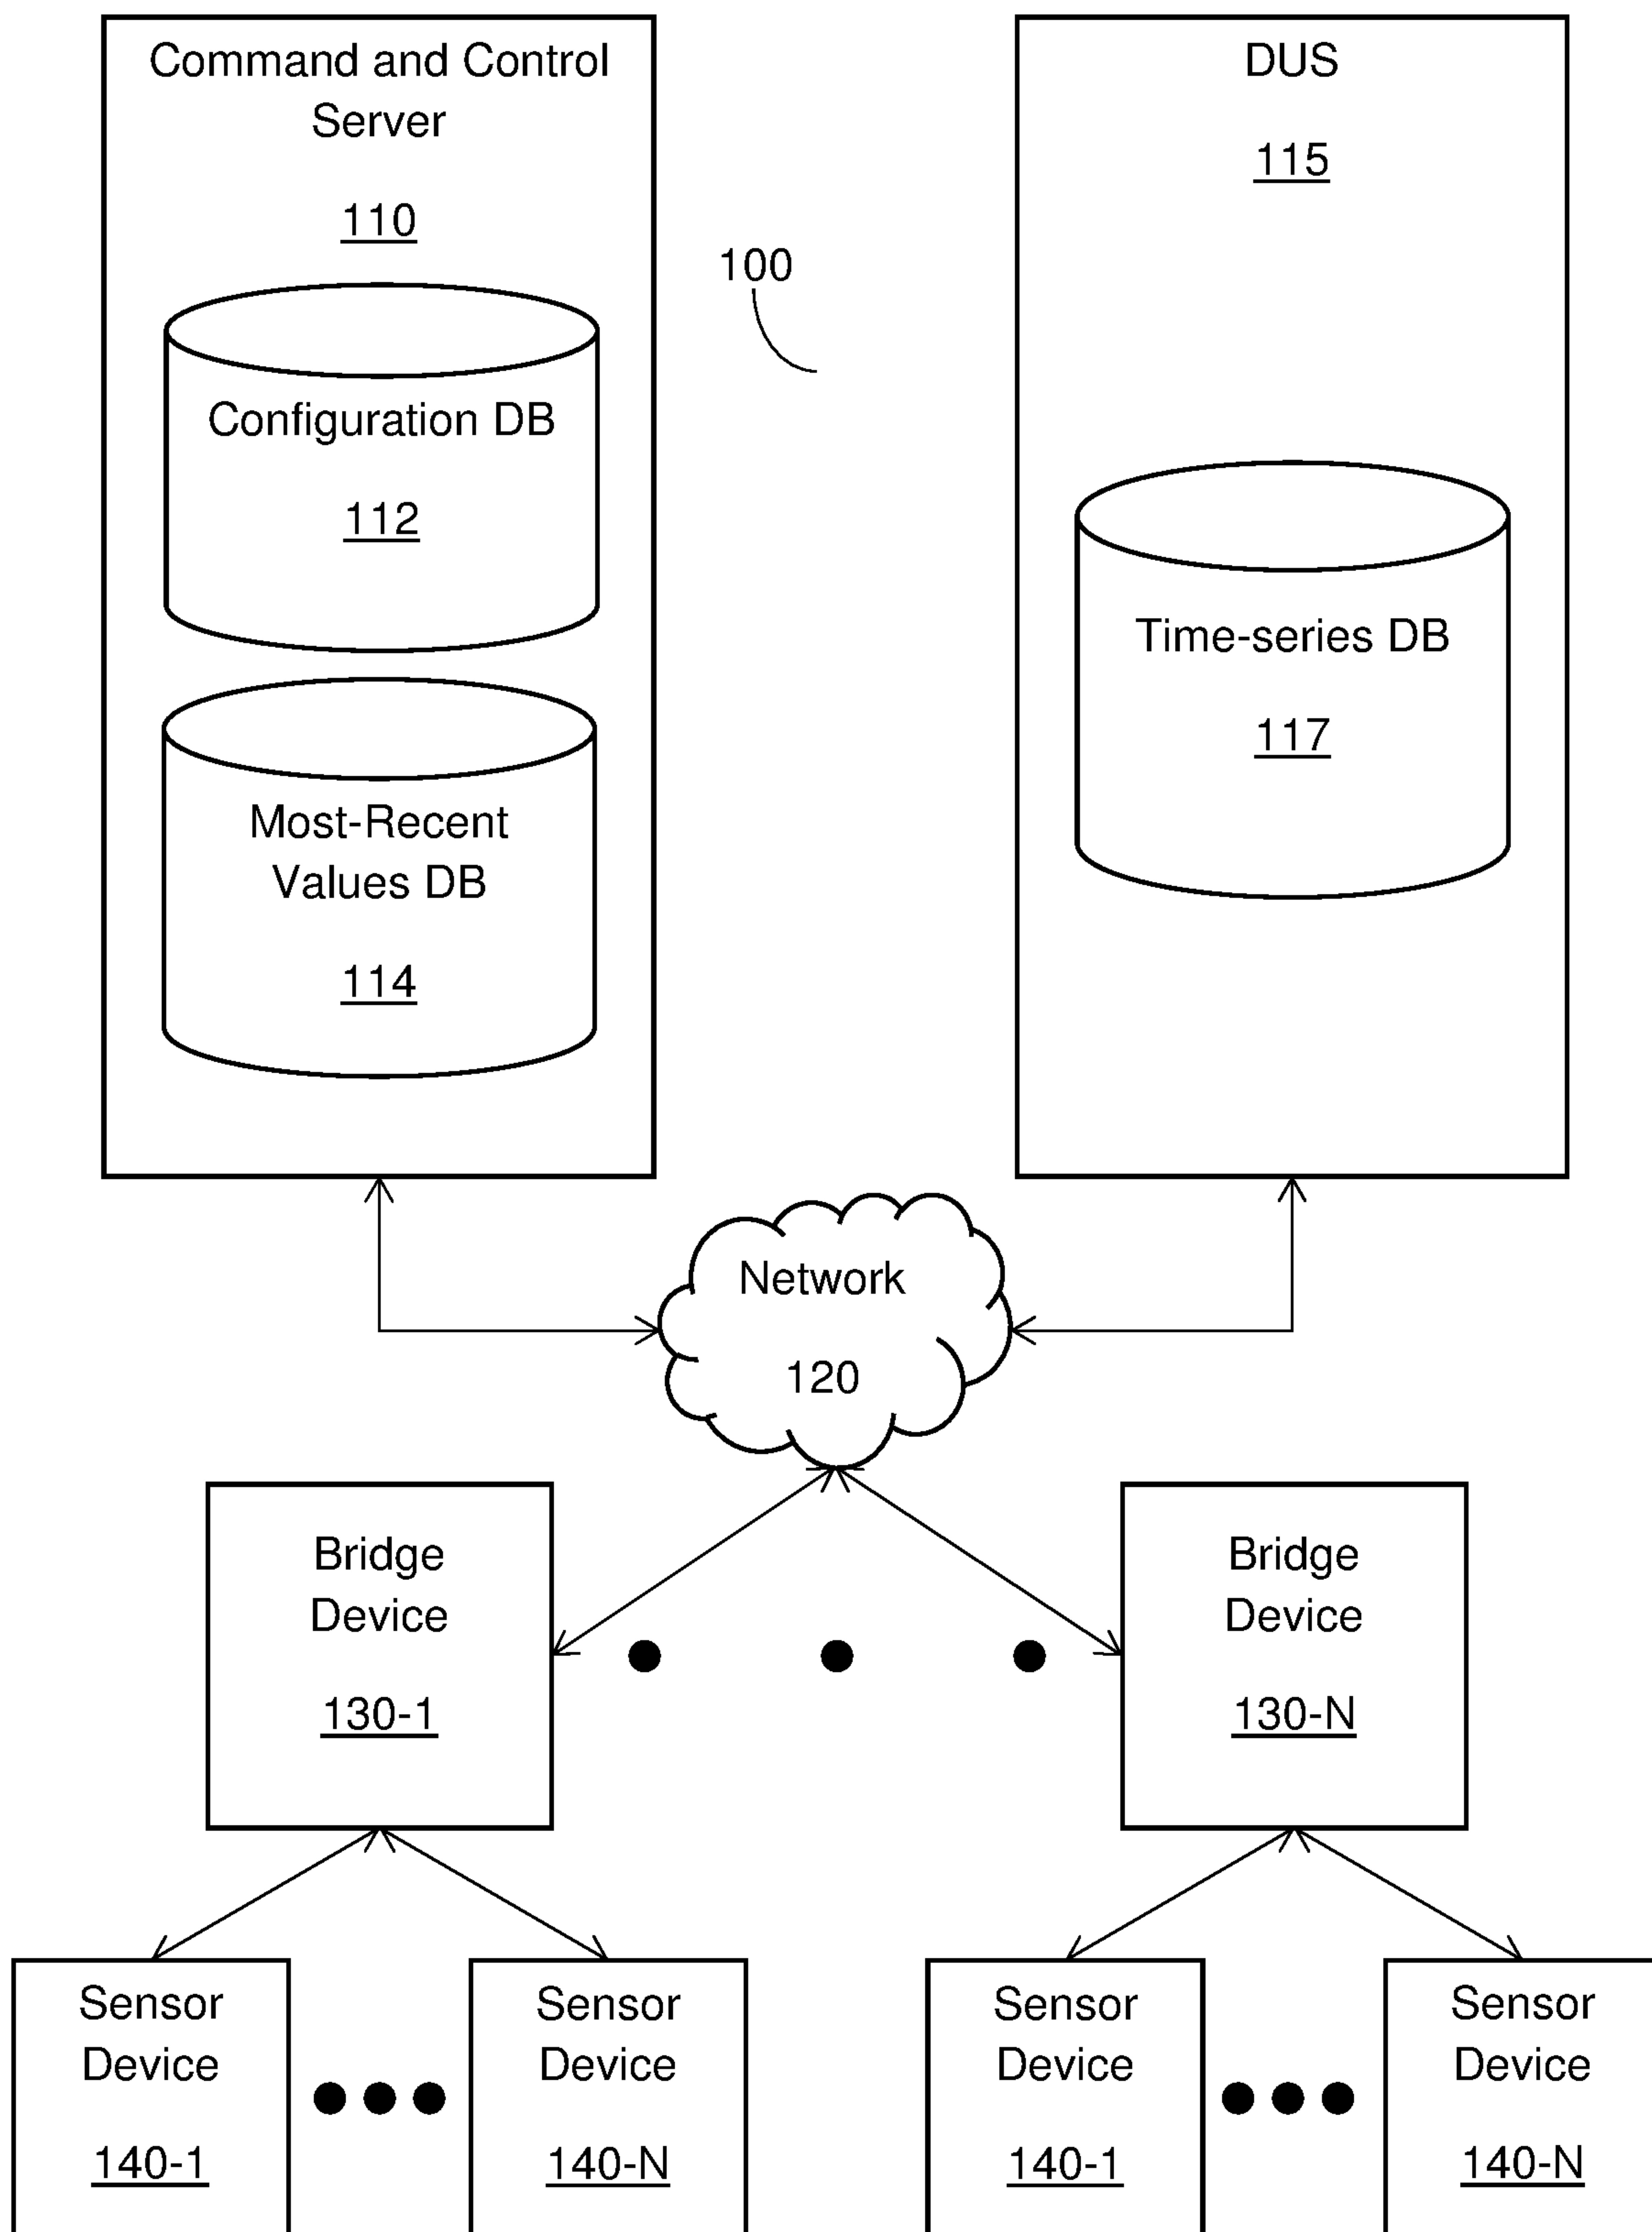 Command and Control
Server
110
Configuration DB
112
Most-Recent
Values DB
114
100
DUS
115
Time-series DB
117
Network
120
Bridge
Device
130-1
Bridge
Device
130-N
Sensor
Device
140-1
Sensor
Device
140-N
Sensor
Device
140-1
Sensor
Device
140-N